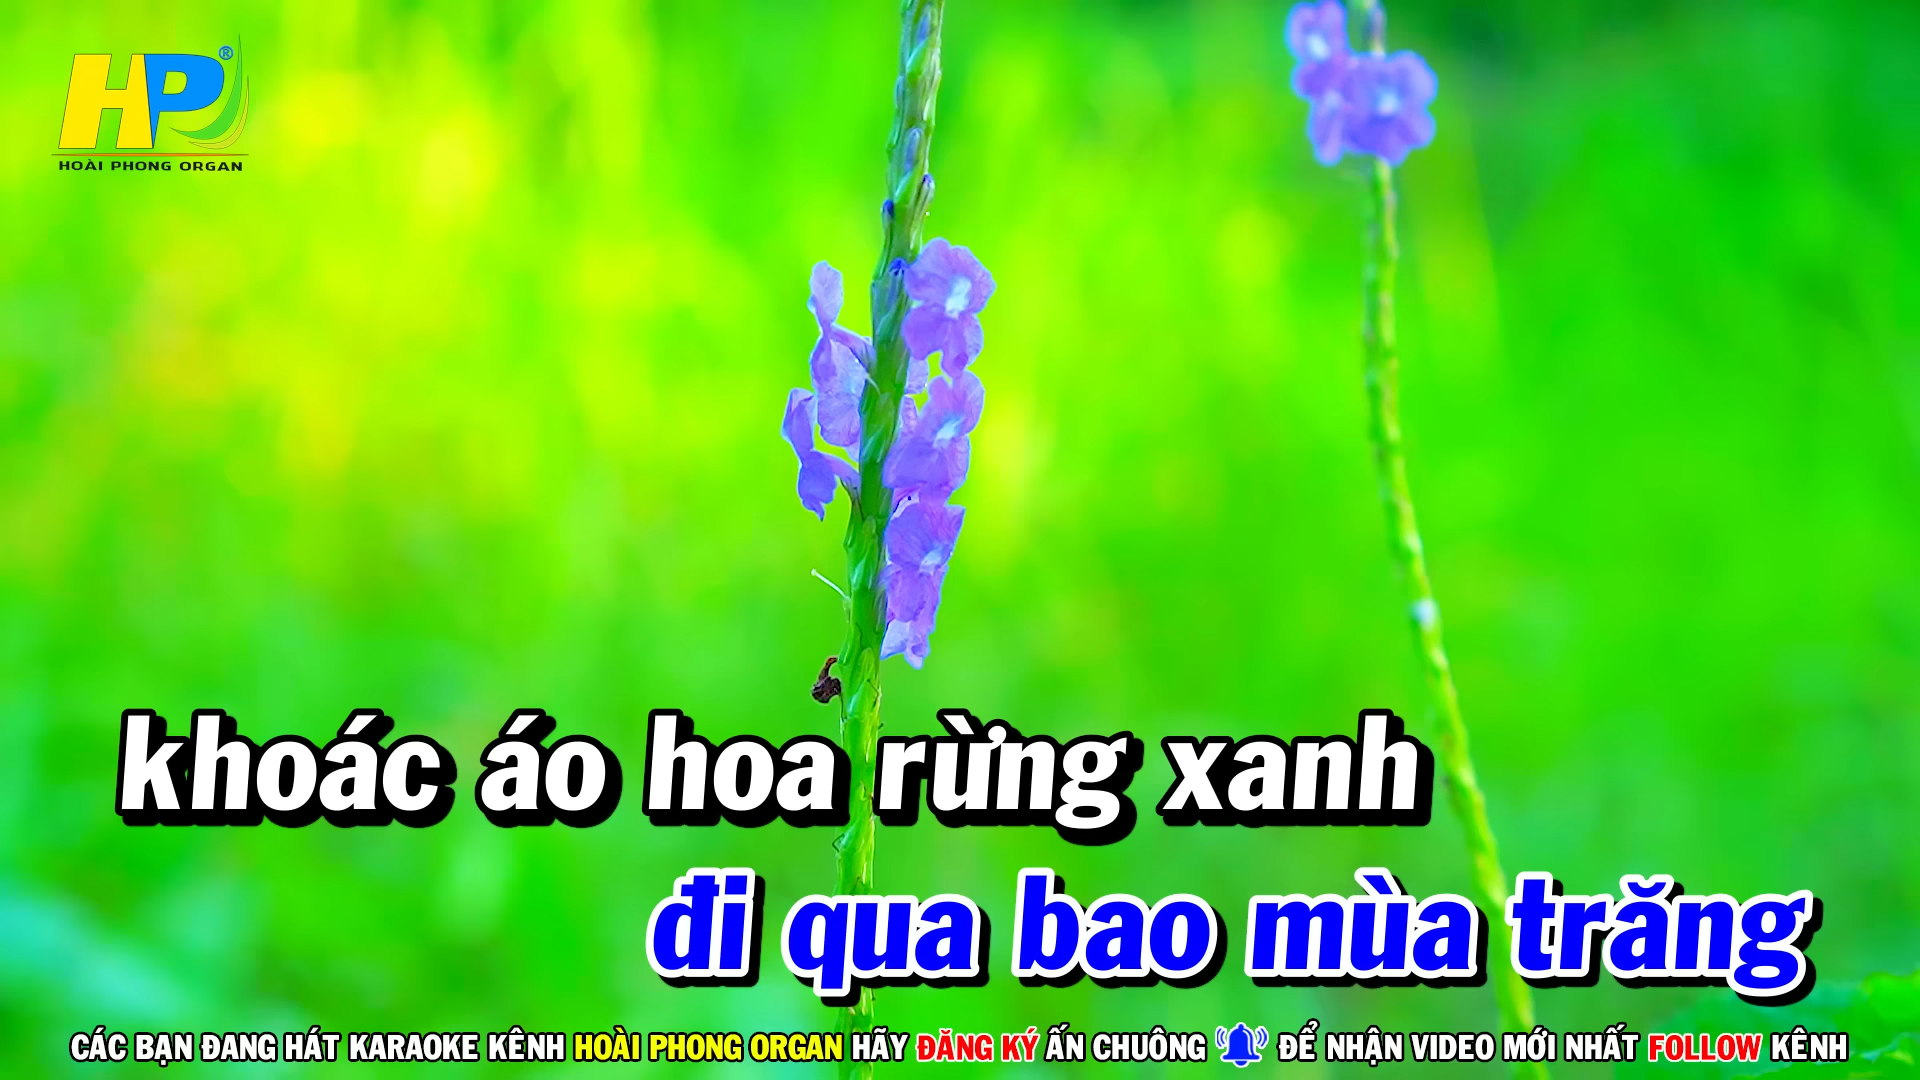 HP®
HOÀI PHONG ORGAN
khoác áo hoa rừng xanh
đi qua bao mùa trăng
CÁC BẠN ĐANG HÁT KARAOKE KÊNH HOÀI PHONG ORGAN HÃY ĐĂNG KÝ ẤN CHUÔNG ĐỂ NHẬN VIDEO MỚI NHẤT FOLLOW KÊNH